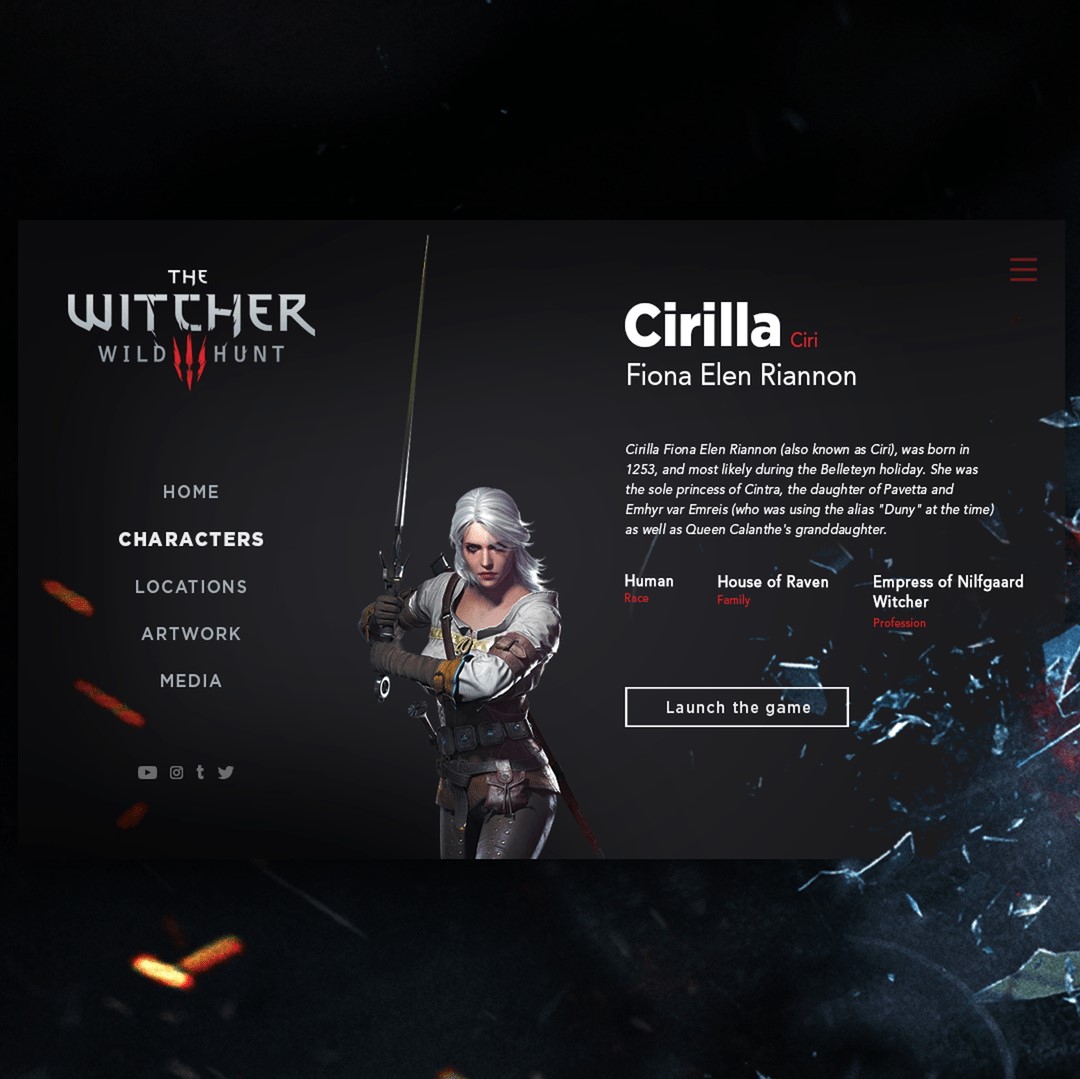 THE
WITCHER
WILD HUNT
HOME
CHARACTERS
LOCATIONS
ARTWORK
MEDIA
Cirilla Ciri
Fiona Elen Riannon
Cirilla Fiona Elen Riannon (also known as Ciri), was born in
1253, and most likely during the Belleteyn holiday. She was
the sole princess of Cintra, the daughter of Pavetta and
Emhyr var Emreis (who was using the alias "Duny" at the time)
as well as Queen Calanthe's granddaughter.
Human
Race
House of Raven
Family
Empress of Nilfgaard
Witcher
Profession
Launch the game